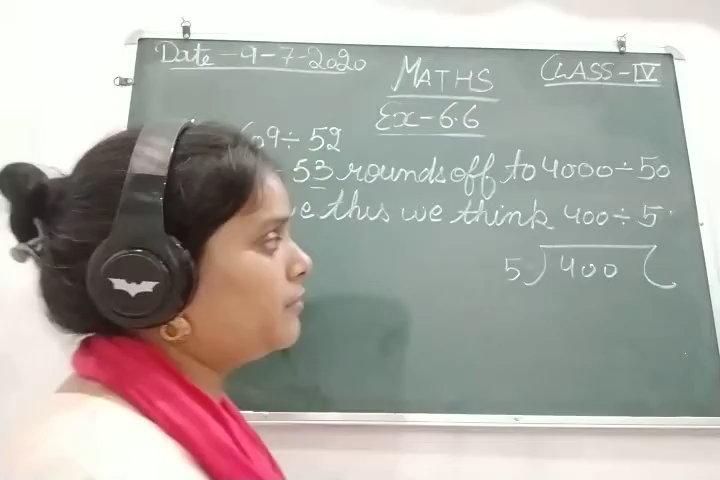 Date - 9-7-2020
MATHS
CLASS-IV
Ex-6.6
09 ÷ 52
53 rounds off to 4000 ÷ 50
this we think 400 ÷ 5
5 ) 400 (